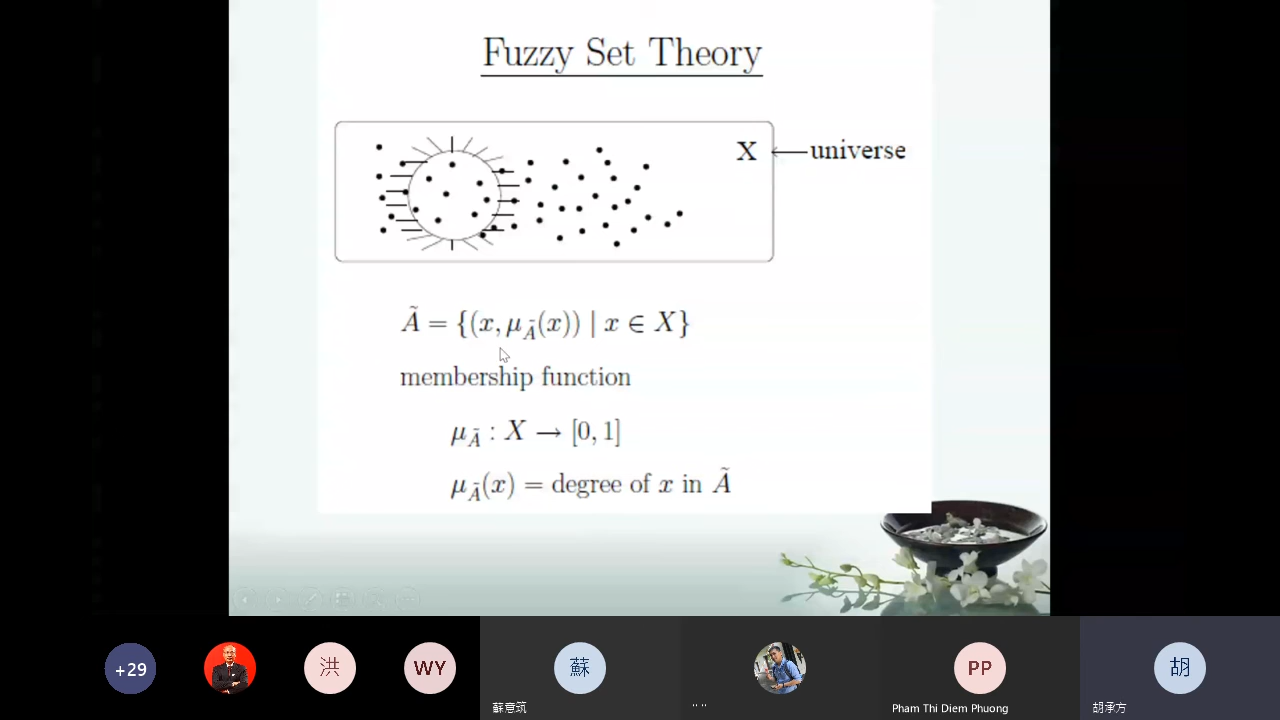 Fuzzy Set Theory
X ← universe
Ã = {(x, μ_Ã(x)) | x ∈ X}
membership function
μ_Ã : X → [0, 1]
μ_Ã(x) = degree of x in Ã
+29
洪
WY
蘇
蘇意筑
" "
PP
Pham Thi Diem Phuong
胡
胡承方